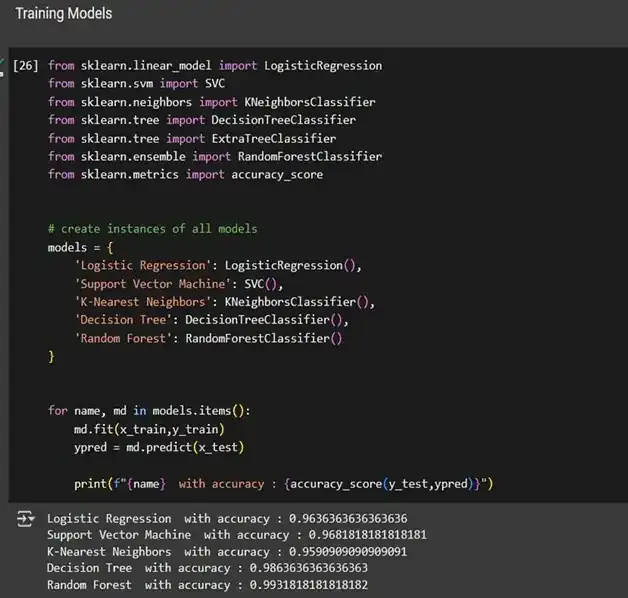 Training Models
[26] from sklearn.linear_model import LogisticRegression
from sklearn.svm import SVC
from sklearn.neighbors import KNeighborsClassifier
from sklearn.tree import DecisionTreeClassifier
from sklearn.tree import ExtraTreeClassifier
from sklearn.ensemble import RandomForestClassifier
from sklearn.metrics import accuracy_score
# create instances of all models
models = {
    'Logistic Regression': LogisticRegression(),
    'Support Vector Machine': SVC(),
    'K-Nearest Neighbors': KNeighborsClassifier(),
    'Decision Tree': DecisionTreeClassifier(),
    'Random Forest': RandomForestClassifier()
}
for name, md in models.items():
    md.fit(x_train,y_train)
    ypred = md.predict(x_test)
    print(f"{name}  with accuracy : {accuracy_score(y_test,ypred)}")
Logistic Regression  with accuracy : 0.9636363636363636
Support Vector Machine  with accuracy : 0.9681818181818181
K-Nearest Neighbors  with accuracy : 0.9590909090909091
Decision Tree  with accuracy : 0.9863636363636363
Random Forest  with accuracy : 0.9931818181818182